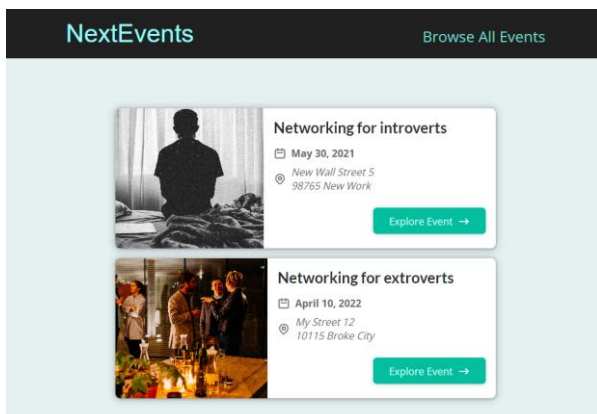 NextEvents
Browse All Events
Networking for introverts
May 30, 2021
New Wall Street 5
98765 New Work
Explore Event →
Networking for extroverts
April 10, 2022
My Street 12
10115 Broke City
Explore Event →